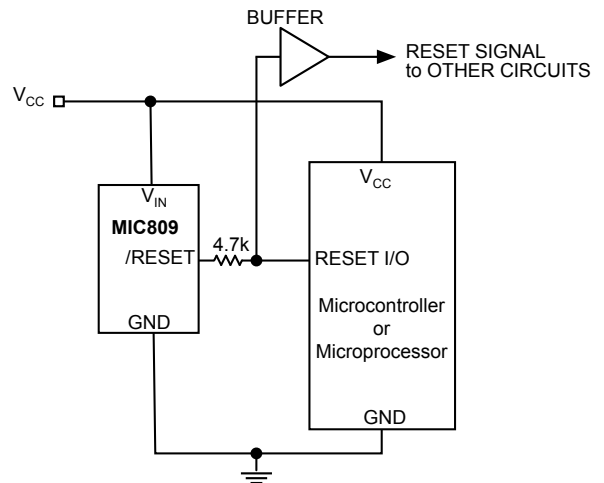 BUFFER
RESET SIGNAL
to OTHER CIRCUITS
VCC
VIN
MIC809
/RESET
4.7k
GND
VCC
RESET I/O
Microcontroller
or
Microprocessor
GND